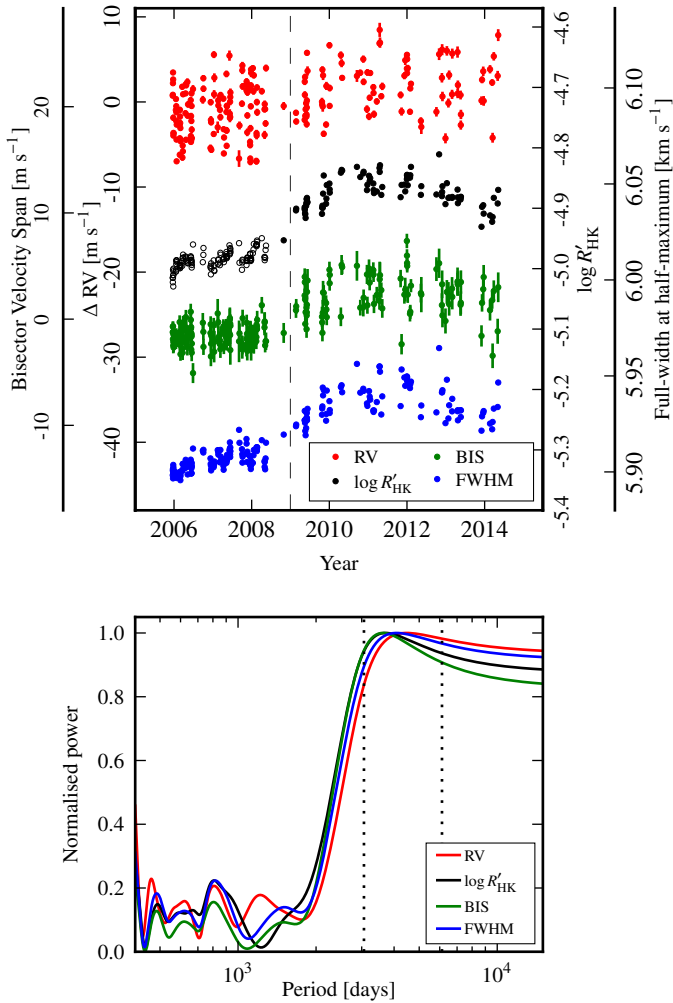 Bisector Velocity Span [m s⁻¹]
20
10
0
-10
Δ RV [m s⁻¹]
0
-10
-20
-30
-40
RV
log R′HK
BIS
FWHM
2006 2008 2010 2012 2014
Year
-4.6
-4.7
-4.8
-4.9
-5.0
-5.1
-5.2
-5.3
-5.4
log R′HK
6.10
6.05
6.00
5.95
5.90
Full-width at half-maximum [km s⁻¹]
Normalised power
1.0
0.8
0.6
0.4
0.2
0.0
RV
log R′HK
BIS
FWHM
10³ 10⁴
Period [days]